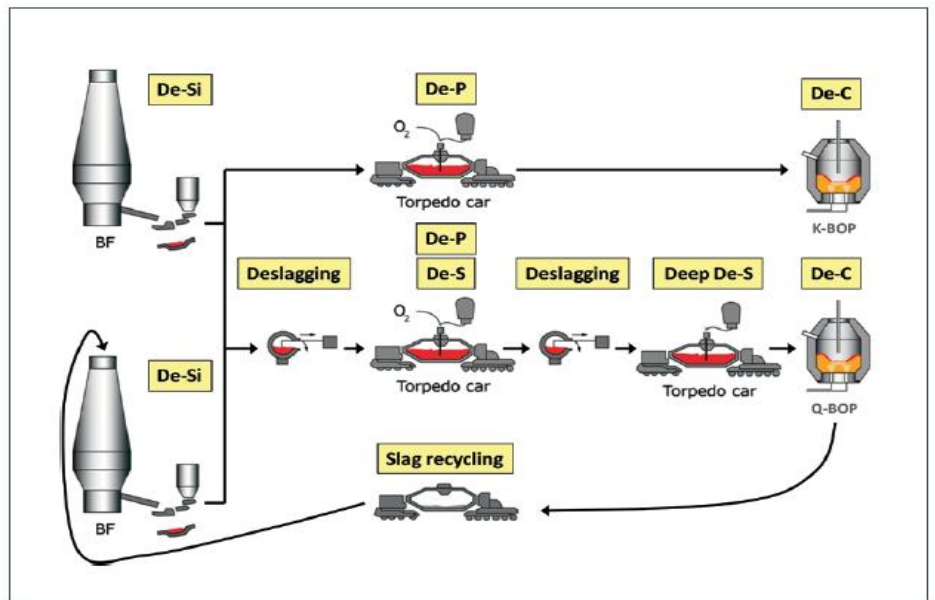 De-Si
De-P
De-C
O2
Torpedo car
BF
K-BOP
De-P
Deslagging
De-S
Deslagging
Deep De-S
De-C
O2
De-Si
Torpedo car
Torpedo car
Q-BOP
Slag recycling
BF